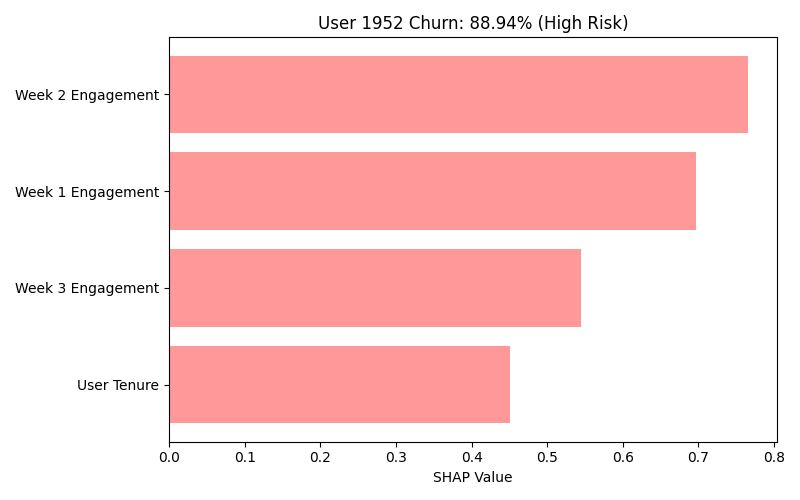 User 1952 Churn: 88.94% (High Risk)
Week 2 Engagement
Week 1 Engagement
Week 3 Engagement
User Tenure
0.0 0.1 0.2 0.3 0.4 0.5 0.6 0.7 0.8
SHAP Value